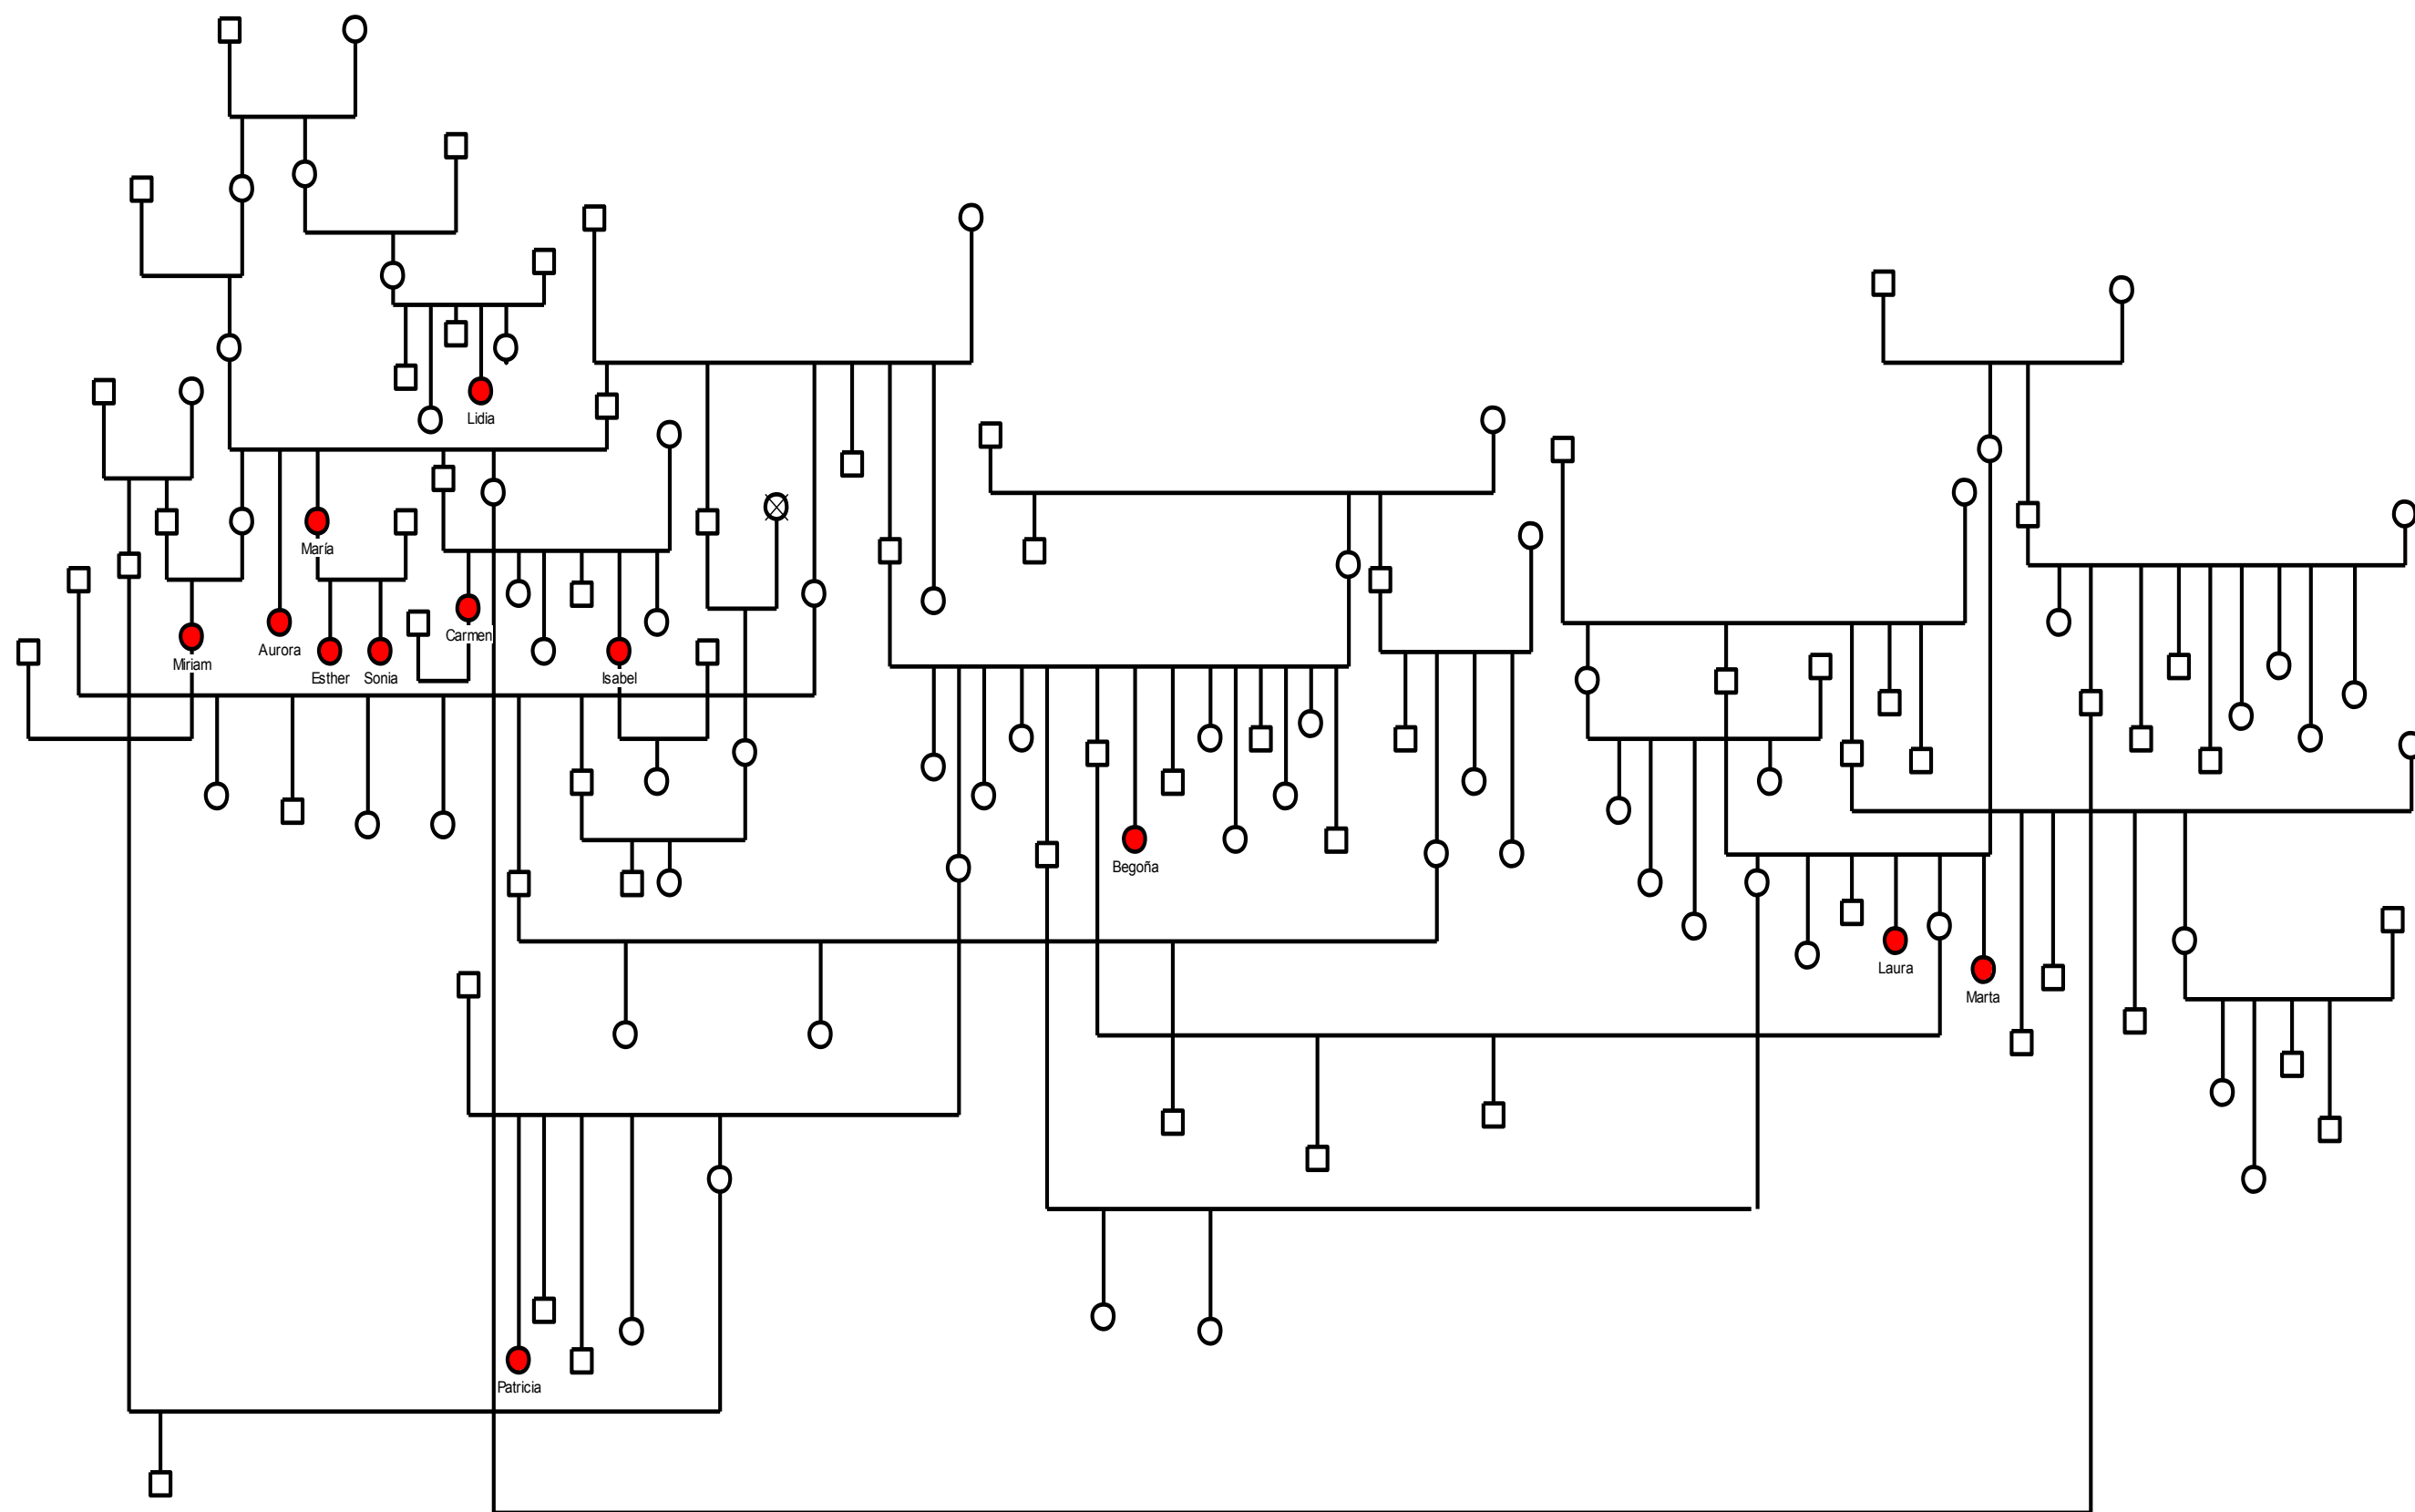 Lidia
María
Carmen
Aurora
Miriam
Esther
Sonia
Isabel
Begoña
Laura
Marta
Patricia